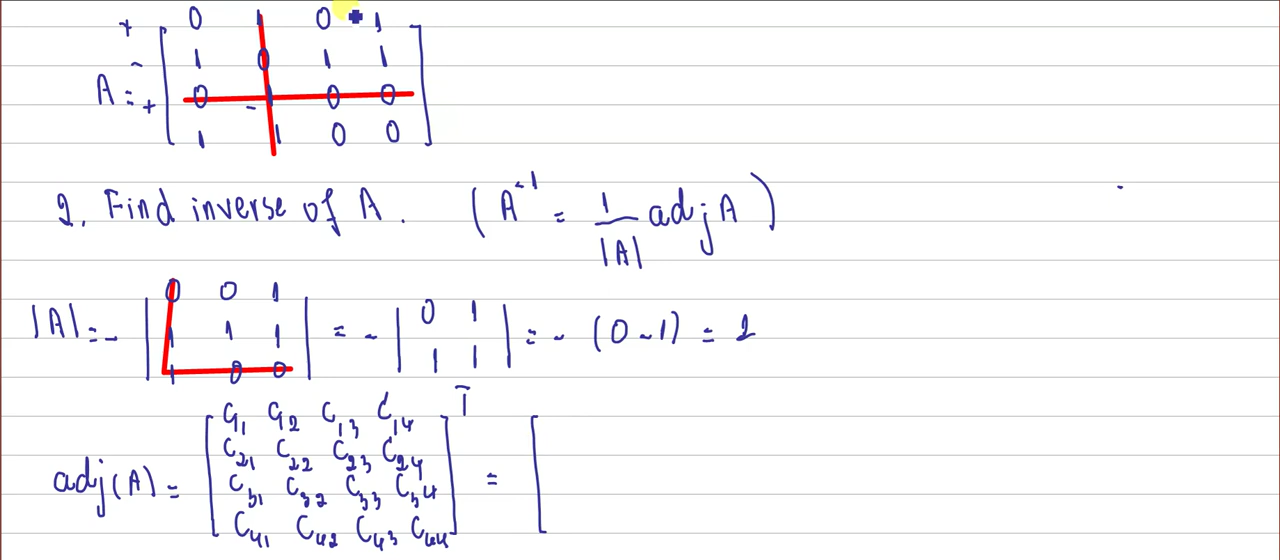 + 0 1 0 1
- 1 0 1 1
A = + 0 - 1 0 0
1 1 0 0
2. Find inverse of A. ( A^-1 = 1/|A| adj A )
|A| = - | 0 0 1 | = - | 0 1 | = - (0 - 1) = 1
1 1 1 1 1
1 0 0
adj(A) = [ C11 C12 C13 C14 ]^T = [
C21 C22 C23 C24
C31 C32 C33 C34
C41 C42 C43 C44